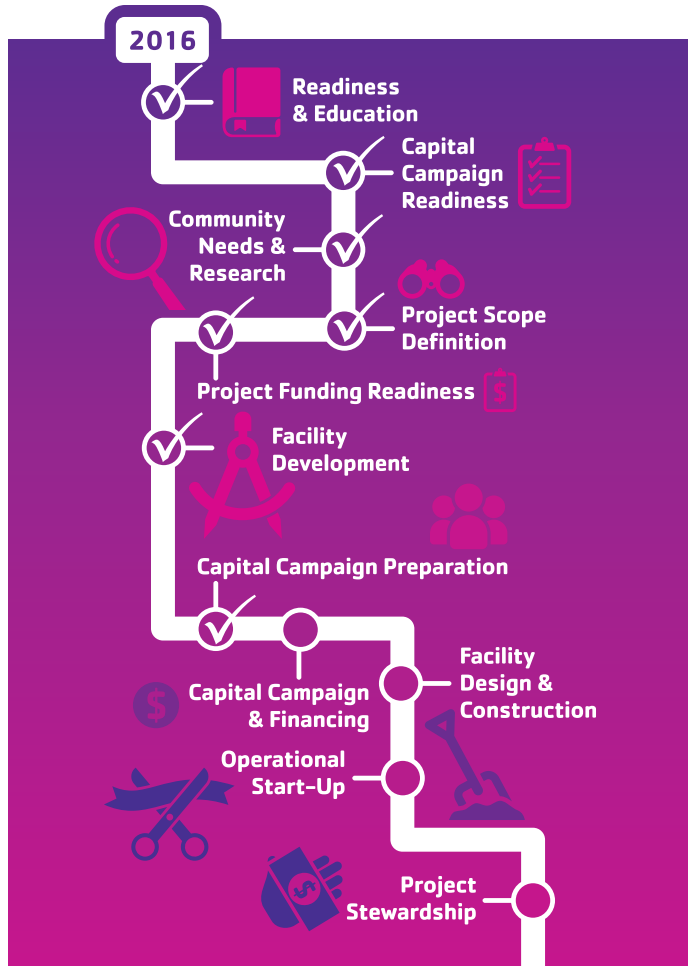 2016
Readiness
& Education
Capital
Campaign
Readiness
Community
Needs &
Research
Project Scope
Definition
Project Funding Readiness
$
Facility
Development
Capital Campaign Preparation
Capital Campaign
& Financing
$
Facility
Design &
Construction
Operational
Start-Up
$
Project
Stewardship